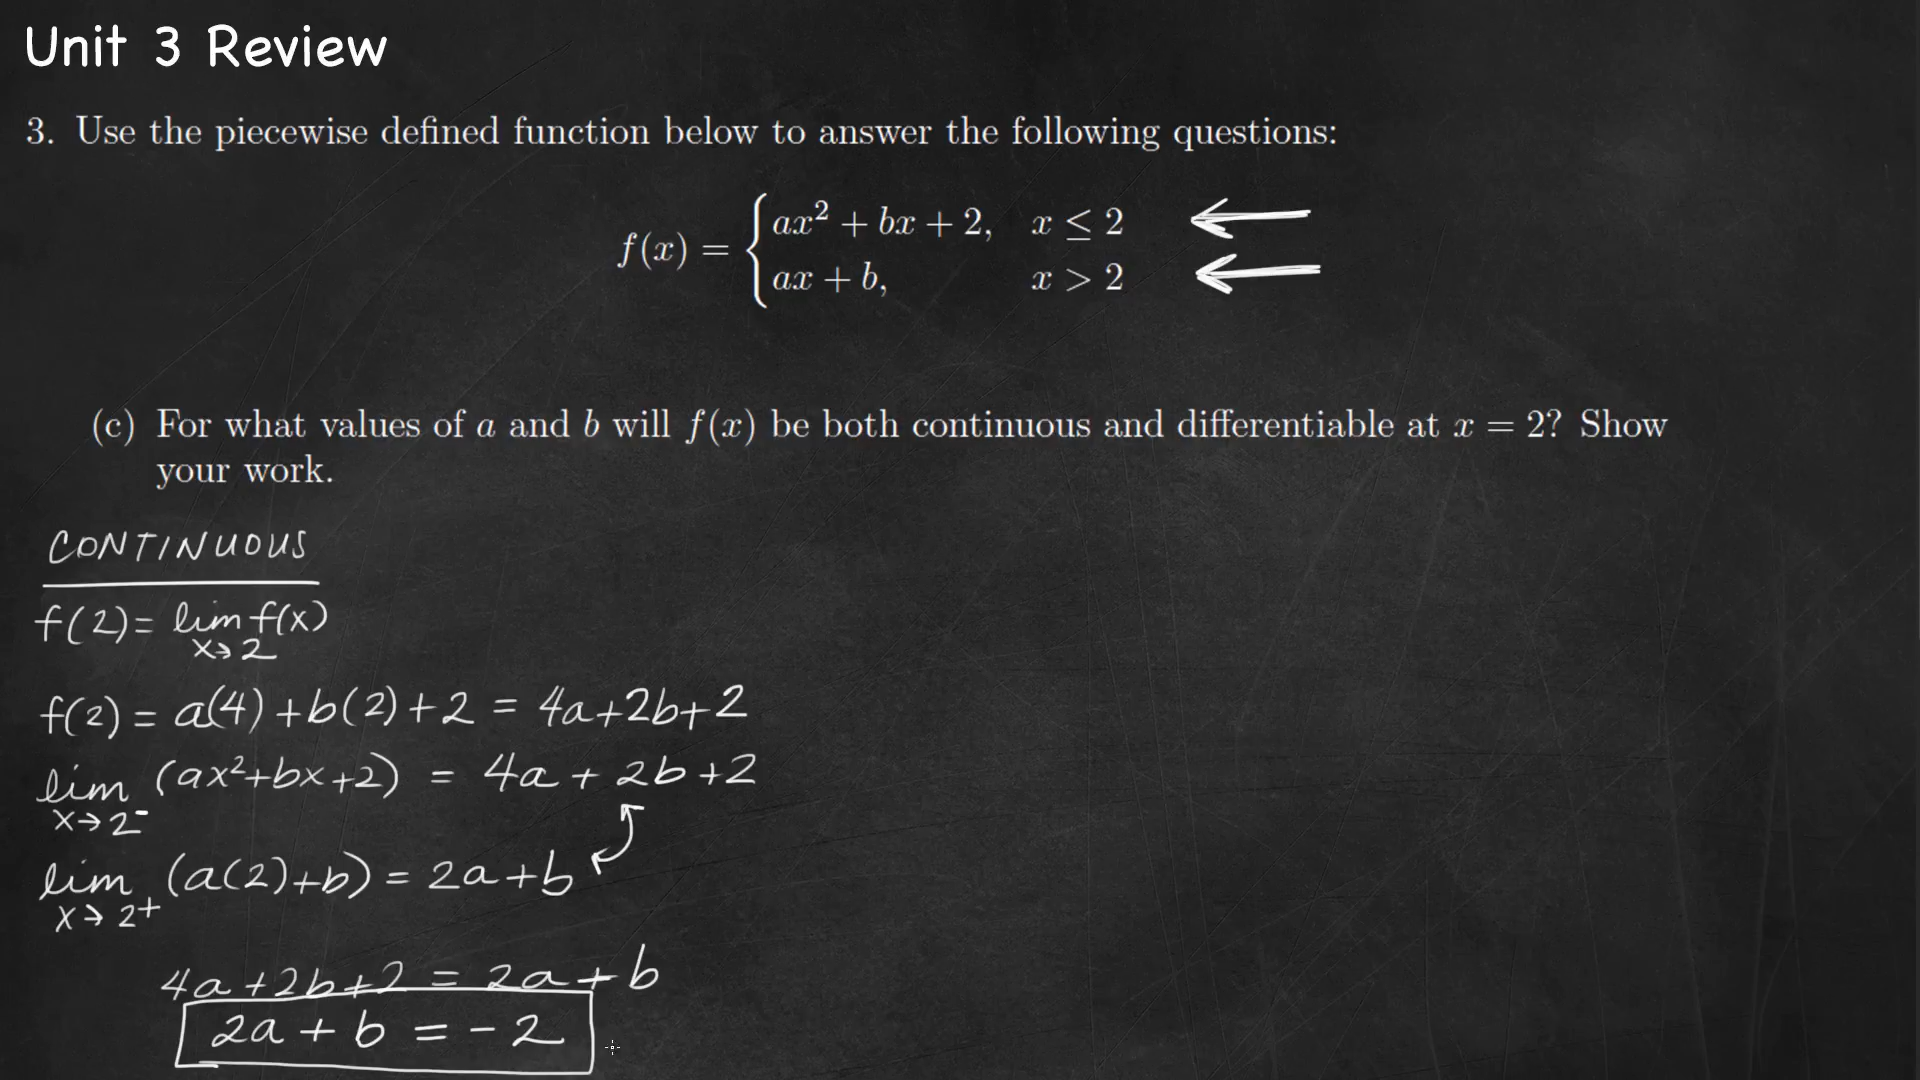 Unit 3 Review
3. Use the piecewise defined function below to answer the following questions:
f(x) = { ax² + bx + 2, x ≤ 2
ax + b, x > 2
(c) For what values of a and b will f(x) be both continuous and differentiable at x = 2? Show
your work.
CONTINUOUS
f(2) = lim f(x)
x→2
f(2) = a(4) + b(2) + 2 = 4a + 2b + 2
lim (ax² + bx + 2) = 4a + 2b + 2
x→2⁻
lim (a(2) + b) = 2a + b
x→2⁺
4a + 2b + 2 = 2a + b
2a + b = -2